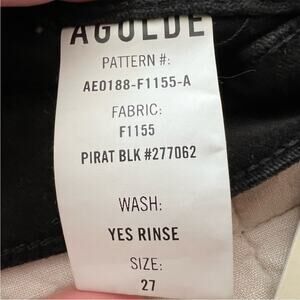 AGOLDE
PATTERN #:
AE0188-F1155-A
FABRIC:
F1155
PIRAT BLK #277062
WASH:
YES RINSE
SIZE:
27